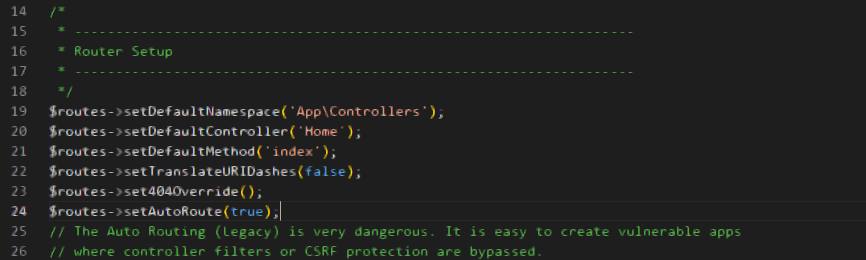 14 /*
15  * --------------------------------------------------------------------
16  * Router Setup
17  * --------------------------------------------------------------------
18  */
19 $routes->setDefaultNamespace('App\Controllers');
20 $routes->setDefaultController('Home');
21 $routes->setDefaultMethod('index');
22 $routes->setTranslateURIDashes(false);
23 $routes->set404Override();
24 $routes->setAutoRoute(true);
25 // The Auto Routing (Legacy) is very dangerous. It is easy to create vulnerable apps
26 // where controller filters or CSRF protection are bypassed.